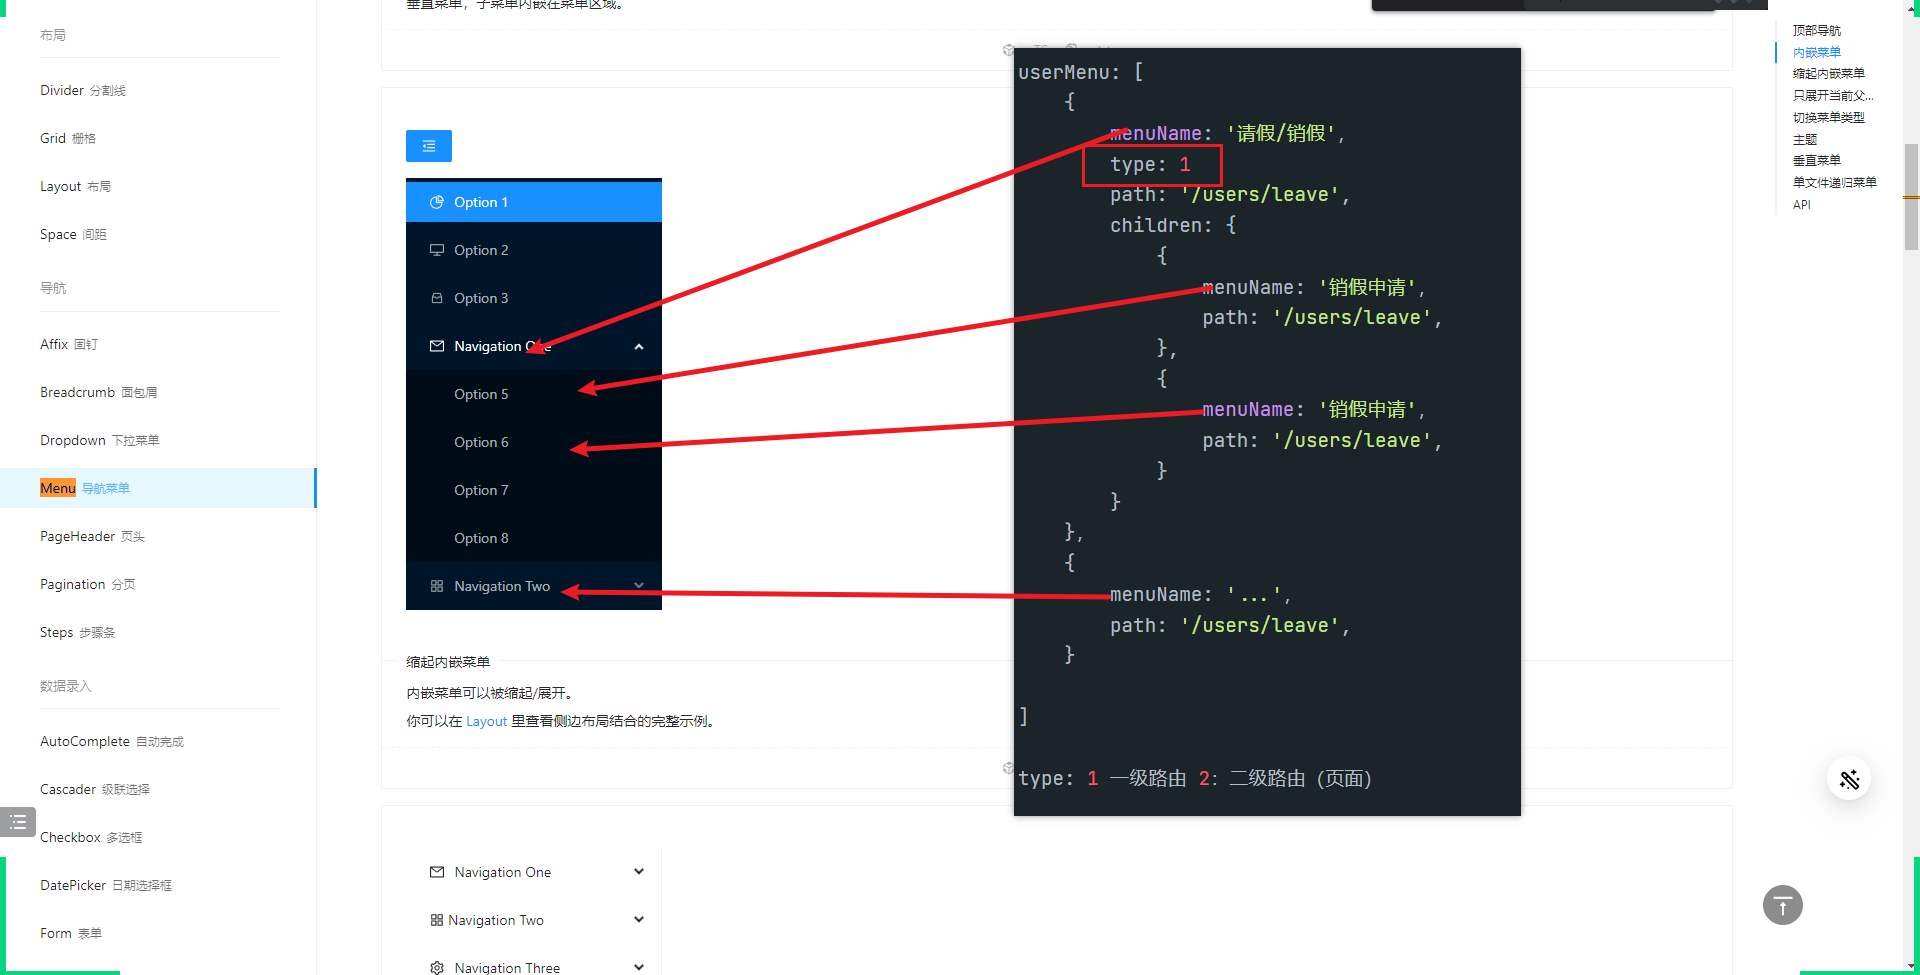 垂直菜单，子菜单内嵌在菜单区域。
布局
Divider 分割线
Grid 栅格
Layout 布局
Space 间距
导航
Affix 固钉
Breadcrumb 面包屑
Dropdown 下拉菜单
Menu 导航菜单
PageHeader 页头
Pagination 分页
Steps 步骤条
数据录入
AutoComplete 自动完成
Cascader 级联选择
Checkbox 多选框
DatePicker 日期选择框
Form 表单
Option 1
Option 2
Option 3
Navigation One
Option 5
Option 6
Option 7
Option 8
Navigation Two
缩起内嵌菜单
内嵌菜单可以被缩起/展开。
你可以在 Layout 里查看侧边布局结合的完整示例。
Navigation One
Navigation Two
Navigation Three
userMenu: [
{
menuName: '请假/销假',
type: 1
path: '/users/leave',
children: {
{
menuName: '销假申请',
path: '/users/leave',
},
{
menuName: '销假申请',
path: '/users/leave',
}
}
},
{
menuName: '...',
path: '/users/leave',
}
]
type: 1 一级路由 2: 二级路由 (页面)
顶部导航
内嵌菜单
缩起内嵌菜单
只展开当前父...
切换菜单类型
主题
垂直菜单
单文件递归菜单
API